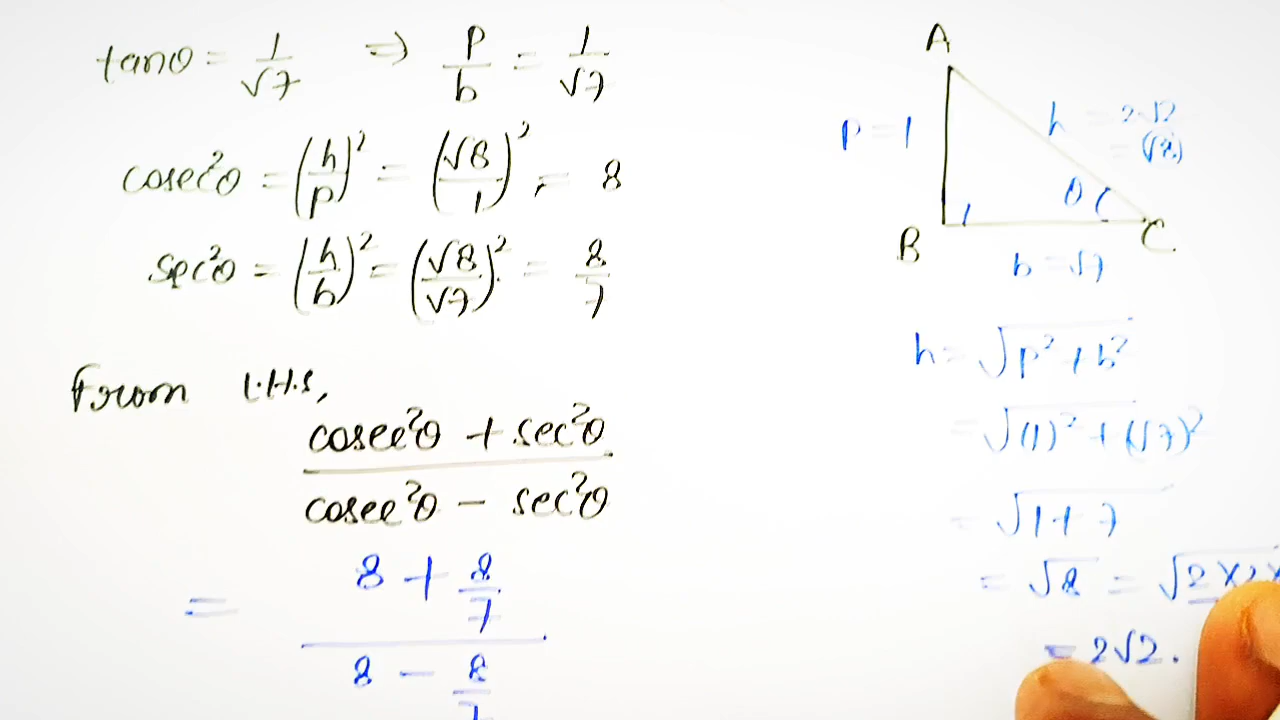 tanθ = 1/√7 => p/b = 1/√7
cosec²θ = (h/p)² = (√8/1)² = 8
sec²θ = (h/b)² = (√8/√7)² = 8/7
From L.H.S,
cosec²θ + sec²θ
cosec²θ − sec²θ
= 8 + 8/7
8 − 8/7
A
p = 1
h = 2√2
(√8)
θ
B
C
b = √7
h = √p² + b²
= √(1)² + (√7)²
= √1 + 7
= √8 = √2×2×
= 2√2.